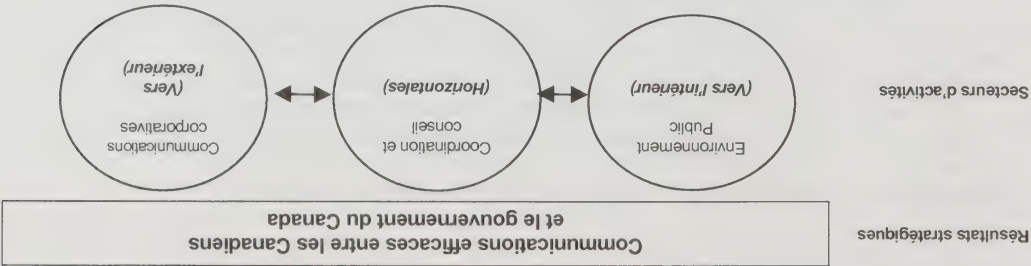 Résultats stratégiques
Communications efficaces entre les Canadiens
et le gouvernement du Canada
Secteurs d'activités
Environnement
Public
(Vers l'intérieur)
Coordination et
conseil
(Horizontales)
Communications
corporatives
(Vers
l'extérieur)